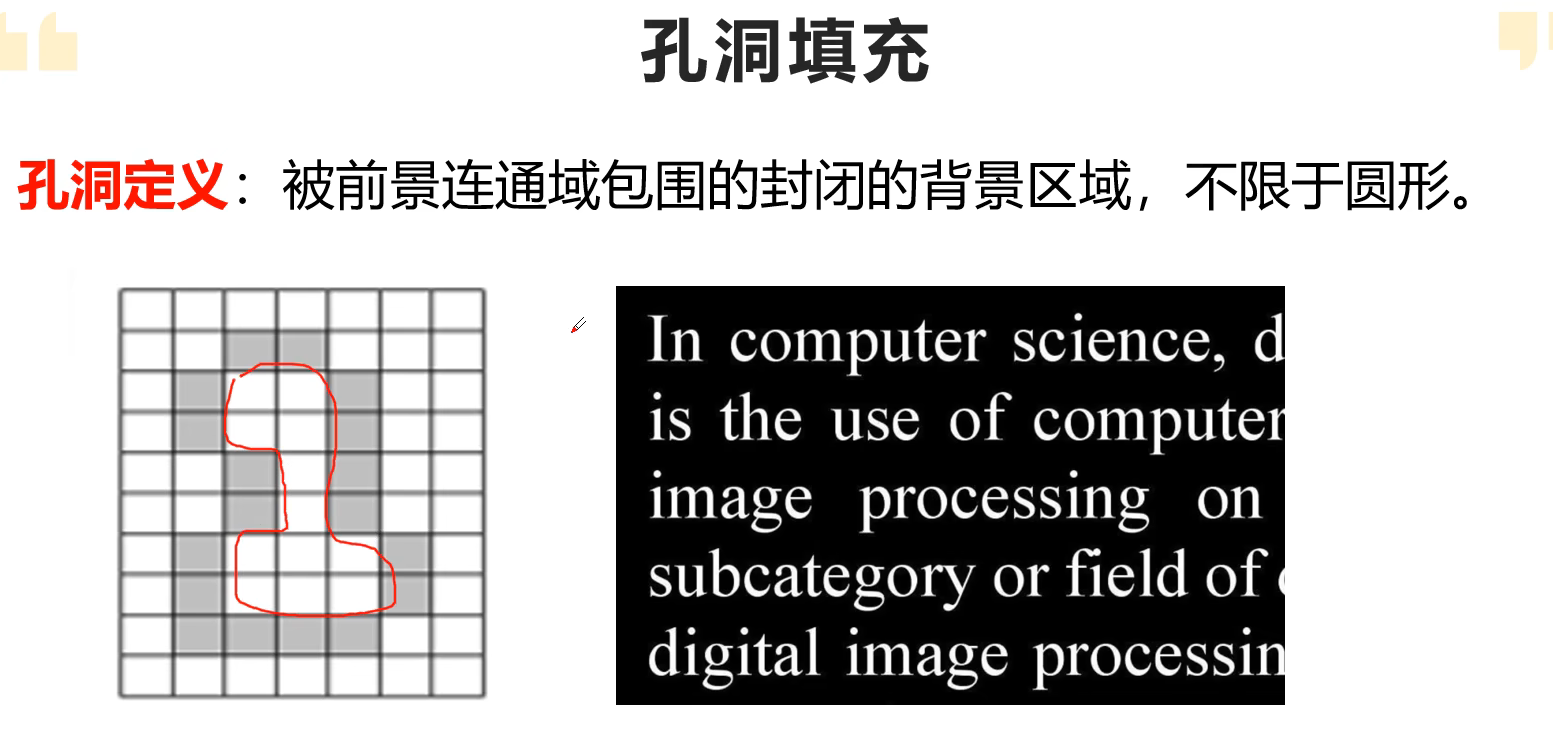 孔洞填充
孔洞定义：被前景连通域包围的封闭的背景区域，不限于圆形。
In computer science, d
is the use of computer
image processing on
subcategory or field of
digital image processin